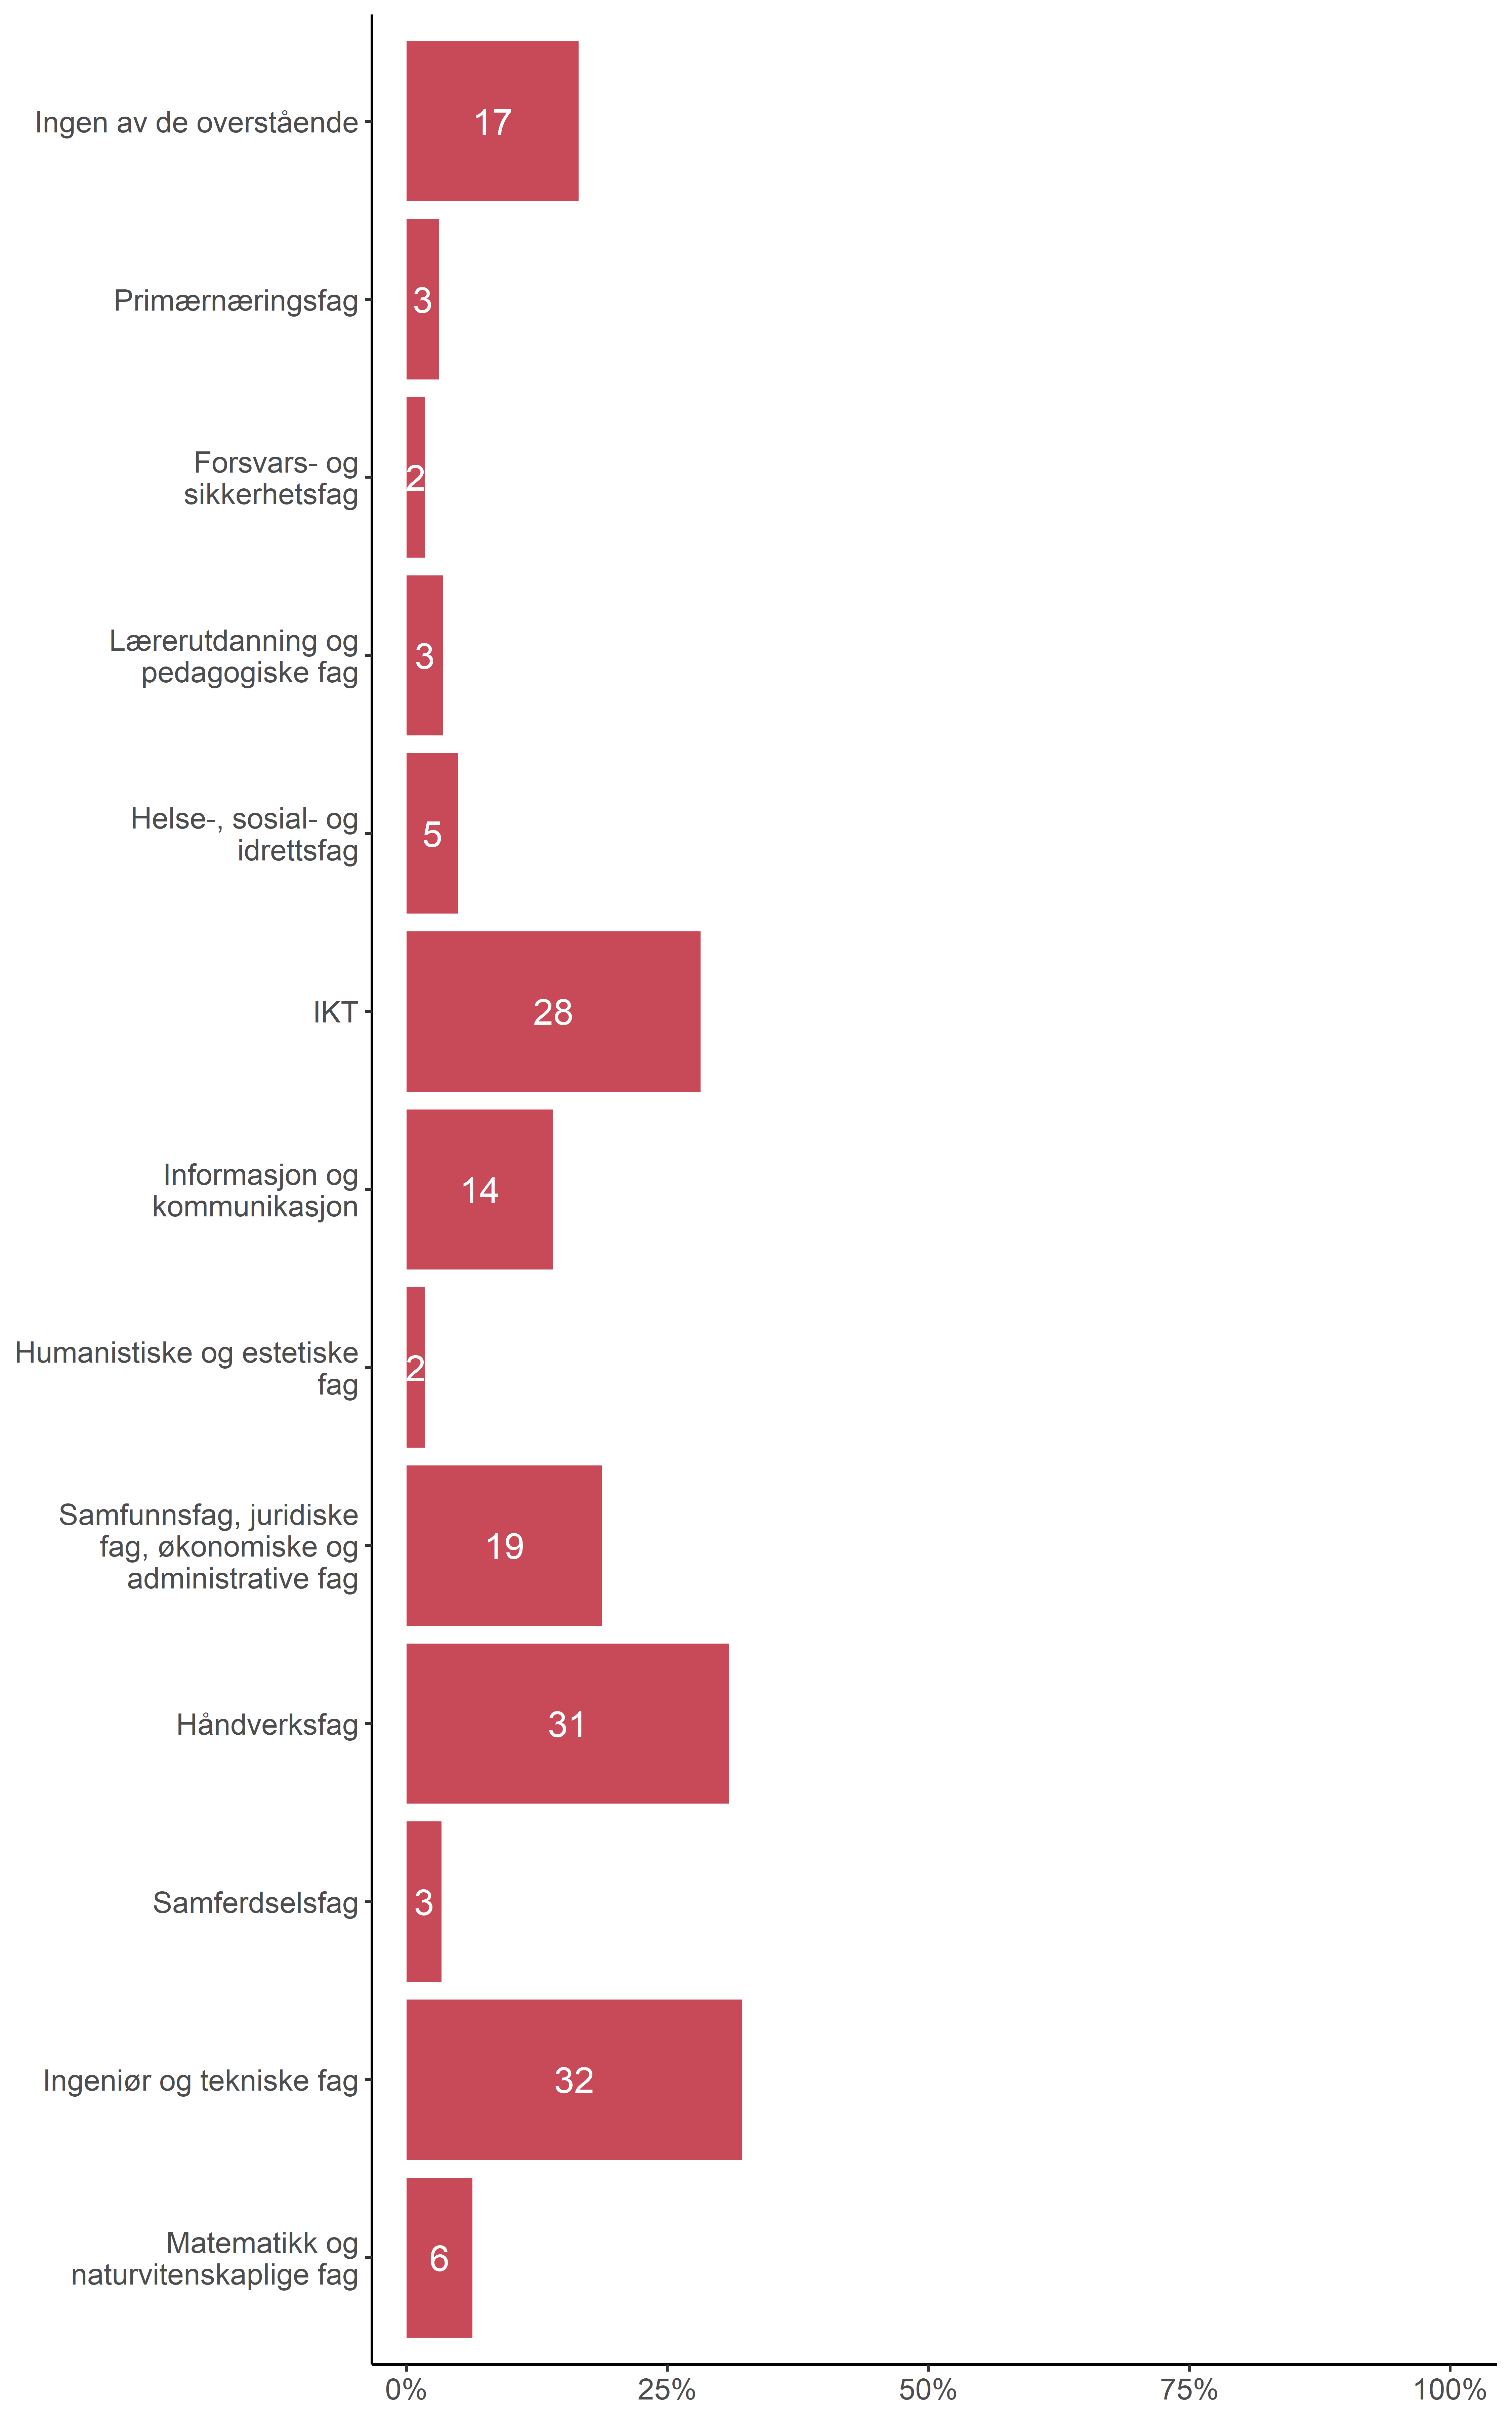 Ingen av de overstående
17
Primærnæringsfag
3
Forsvars- og
sikkerhetsfag
2
Lærerutdanning og
pedagogiske fag
3
Helse-, sosial- og
idrettsfag
5
IKT
28
Informasjon og
kommunikasjon
14
Humanistiske og estetiske
fag
2
Samfunnsfag, juridiske
fag, økonomiske og
administrative fag
19
Håndverksfag
31
Samferdselsfag
3
Ingeniør og tekniske fag
32
Matematikk og
naturvitenskaplige fag
6
0% 25% 50% 75% 100%